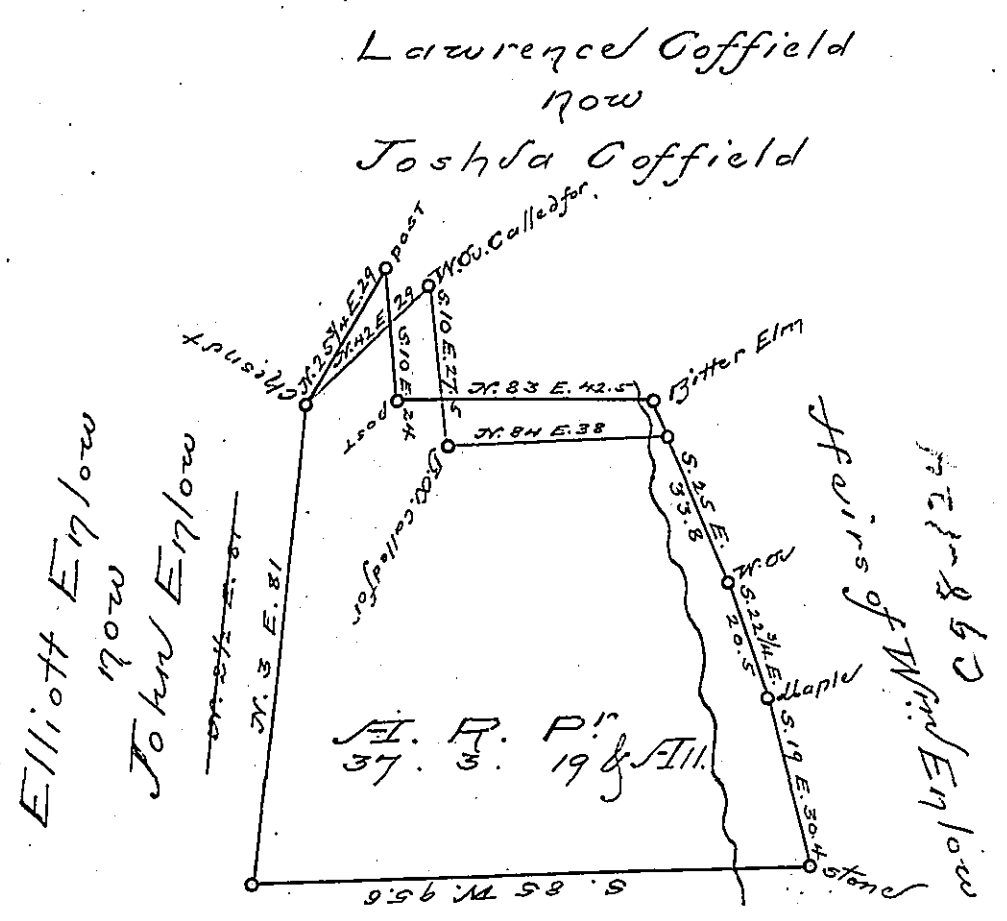 Lawrence Coffield
now
Joshua Coffield
post
W.O. Called for.
N. 25 3/4 E. 29
N. 42 E. 29
Chesnut
S. 10 E. 24
S. 10 E. 27.5
post
N. 83 E. 42.5
Bitter Elm
N. 84 E. 38
Called for
S. 25 E.
33.8
W.O.
S. 22 3/4 E.
20.5
Maple
S. 19 E. 30.4
Stone
Elliott Enlow
now
John Enlow
N. 3 E. 81
Heirs of Wm Enlow
A. R. P.
37. 3. 19 & All.
S. 85 W. 95.6